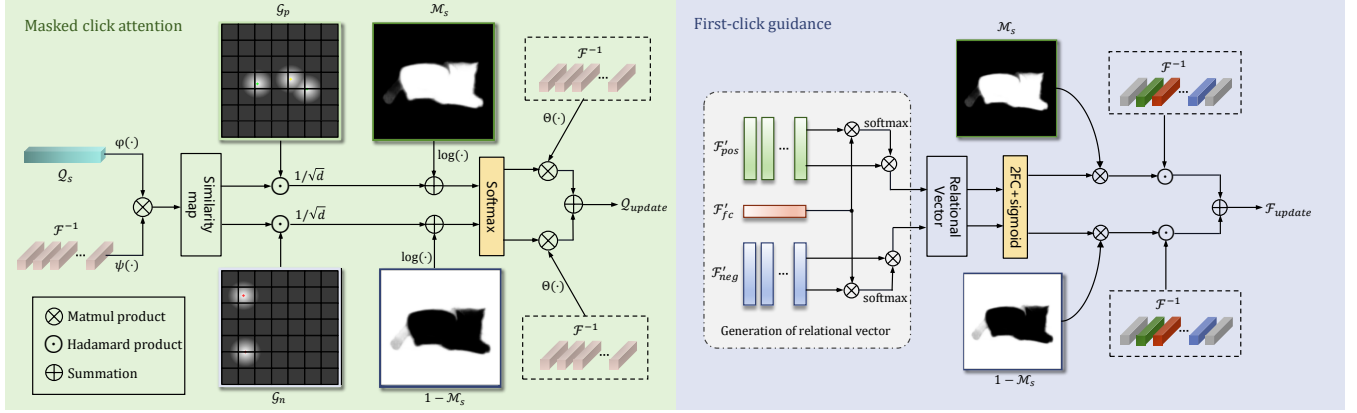 Masked click attention
𝒢ₚ
ℳₛ
ℱ⁻¹
···
Θ(·)
φ(·)
𝒬ₛ
log(·)
1/√d
Similarity
map
Softmax
𝒬update
ℱ⁻¹
···
ψ(·)
1/√d
log(·)
Θ(·)
ℱ⁻¹
···
Matmul product
Hadamard product
Summation
𝒢ₙ
1 − ℳₛ
First-click guidance
ℳₛ
ℱ⁻¹
···
softmax
ℱ′pos
···
ℱ′fc
ℱ′neg
···
softmax
Generation of relational vector
Relational
Vector
2FC+sigmoid
ℱupdate
ℱ⁻¹
···
1 − ℳₛ